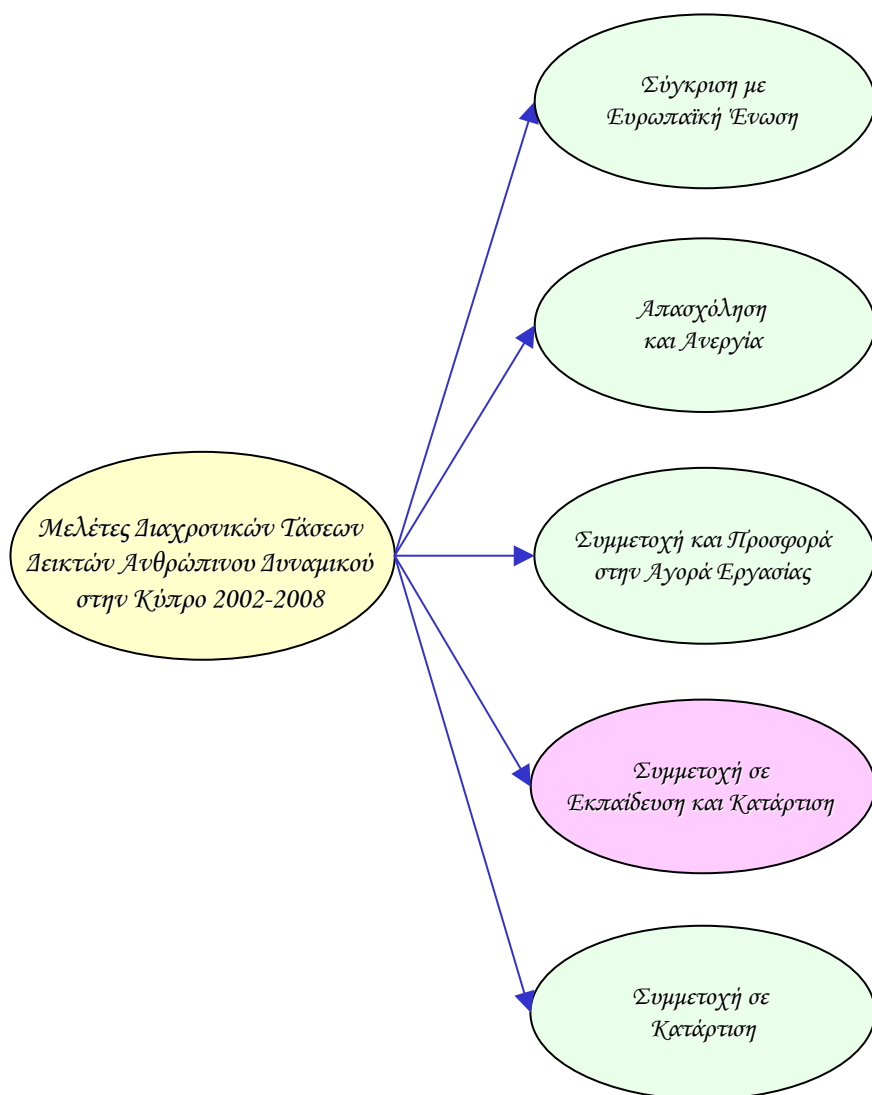 Σύγκριση με
Ευρωπαϊκή Ένωση
Απασχόληση
και Ανεργία
Μελέτες Διαχρονικών Τάσεων
Δεικτών Ανθρώπινου Δυναμικού
στην Κύπρο 2002-2008
Συμμετοχή και Προσφορά
στην Αγορά Εργασίας
Συμμετοχή σε
Εκπαίδευση και Κατάρτιση
Συμμετοχή σε
Κατάρτιση